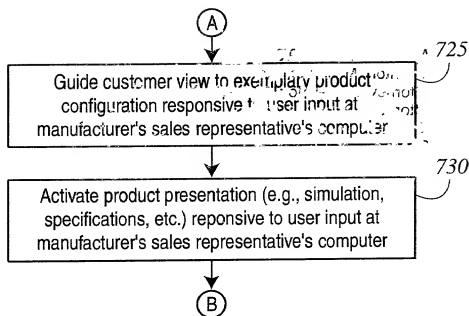 A
725
Guide customer view to exemplary product
configuration responsive to user input at
manufacturer's sales representative's computer
730
Activate product presentation (e.g., simulation,
specifications, etc.) reponsive to user input at
manufacturer's sales representative's computer
B